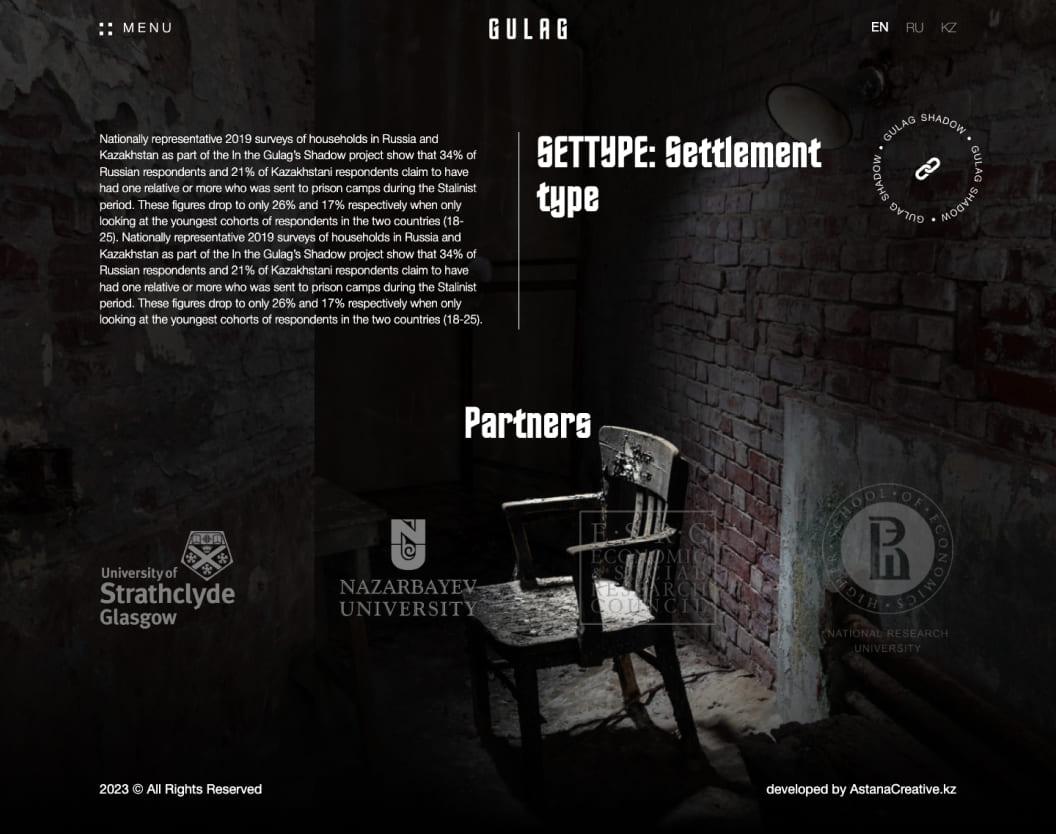 MENU
GULAG
EN RU KZ
Nationally representative 2019 surveys of households in Russia and
Kazakhstan as part of the In the Gulag's Shadow project show that 34% of
Russian respondents and 21% of Kazakhstani respondents claim to have
had one relative or more who was sent to prison camps during the Stalinist
period. These figures drop to only 26% and 17% respectively when only
looking at the youngest cohorts of respondents in the two countries (18-
25). Nationally representative 2019 surveys of households in Russia and
Kazakhstan as part of the In the Gulag's Shadow project show that 34% of
Russian respondents and 21% of Kazakhstani respondents claim to have
had one relative or more who was sent to prison camps during the Stalinist
period. These figures drop to only 26% and 17% respectively when only
looking at the youngest cohorts of respondents in the two countries (18-25).
SETTYPE: Settlement
type
GULAG SHADOW • GULAG SHADOW • GULAG SHADOW •
Partners
University of
Strathclyde
Glasgow
NAZARBAYEV
UNIVERSITY
E·S·R·C
ECONOMIC
& SOCIAL
RESEARCH
COUNCIL
HIGHER · SCHOOL · OF · ECONOMICS ·
NATIONAL RESEARCH
UNIVERSITY
2023 © All Rights Reserved
developed by AstanaCreative.kz